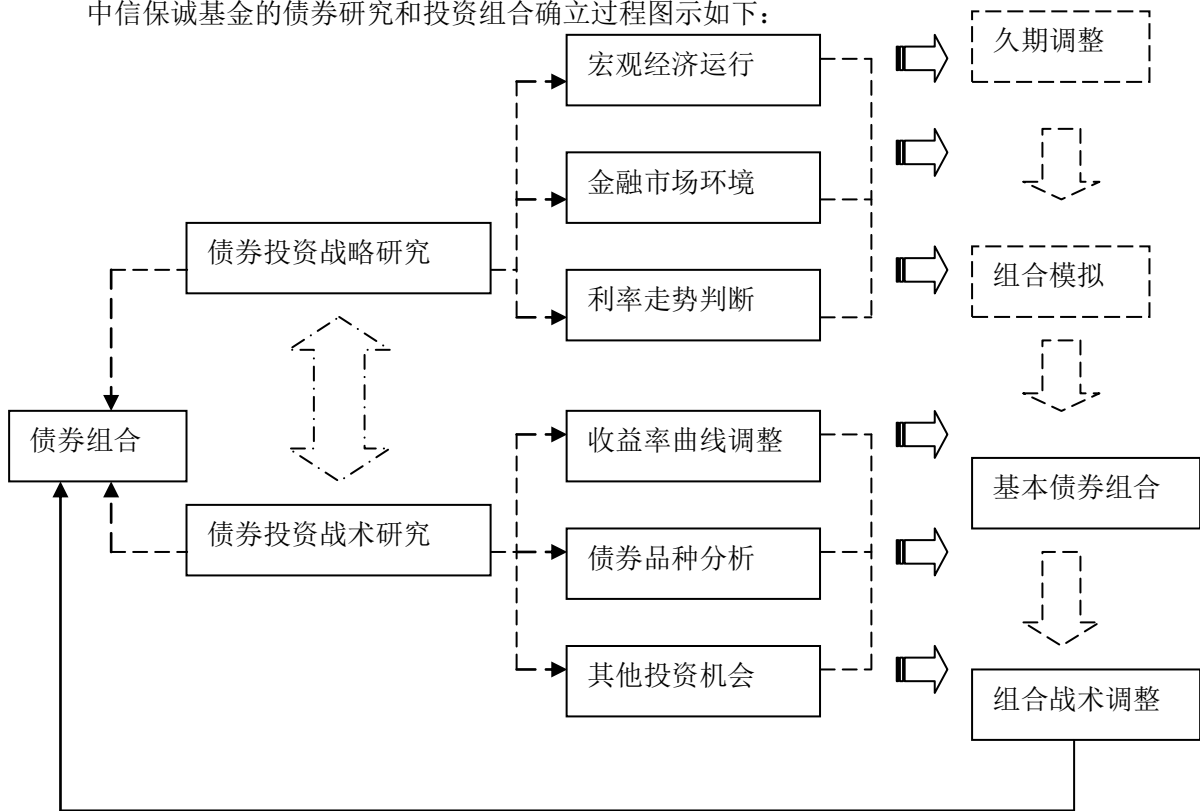 中信保诚基金的债券研究和投资组合确立过程图示如下：
宏观经济运行
久期调整
金融市场环境
债券投资战略研究
利率走势判断
组合模拟
债券组合
收益率曲线调整
基本债券组合
债券投资战术研究
债券品种分析
其他投资机会
组合战术调整